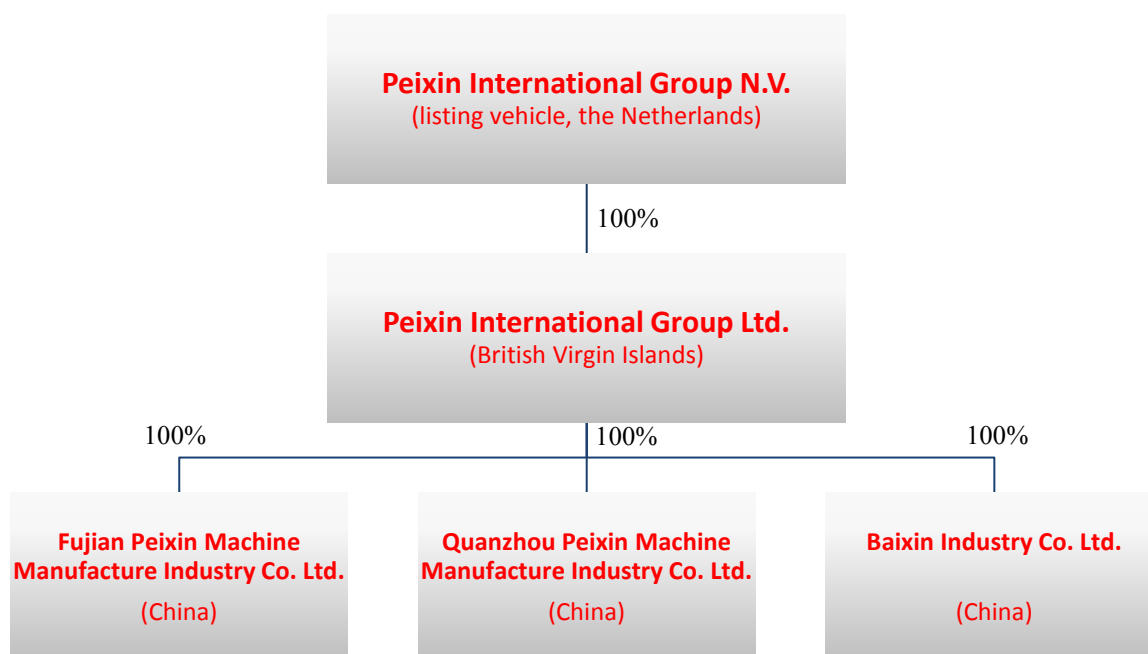 Peixin International Group N.V.
(listing vehicle, the Netherlands)
100%
Peixin International Group Ltd.
(British Virgin Islands)
100%
100%
100%
Fujian Peixin Machine
Manufacture Industry Co. Ltd.
(China)
Quanzhou Peixin Machine
Manufacture Industry Co. Ltd.
(China)
Baixin Industry Co. Ltd.
(China)